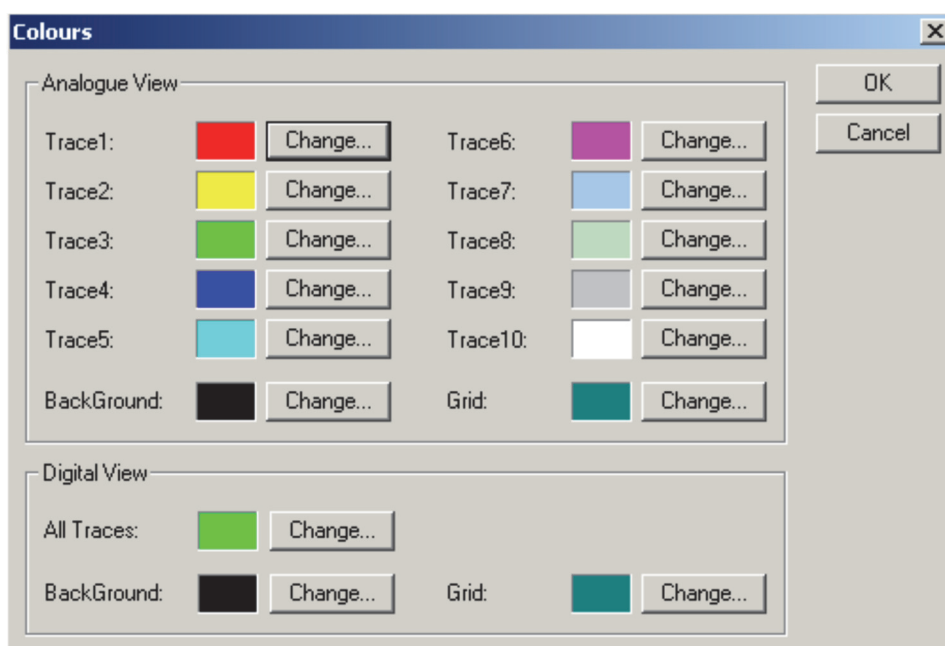 Colours
Analogue View
OK
Cancel
Trace1: Change... Trace6: Change...
Trace2: Change... Trace7: Change...
Trace3: Change... Trace8: Change...
Trace4: Change... Trace9: Change...
Trace5: Change... Trace10: Change...
BackGround: Change... Grid: Change...
Digital View
All Traces: Change...
BackGround: Change... Grid: Change...